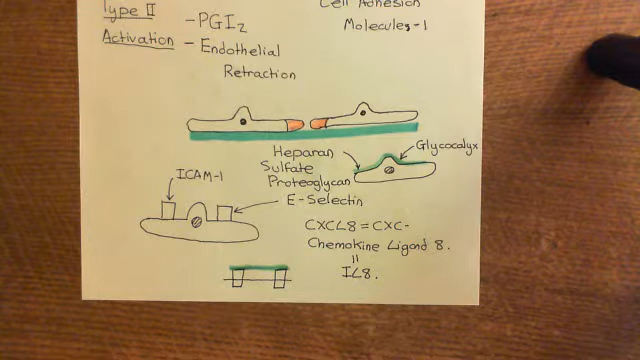 Type II
Activation
- PGI2
- Endothelial
Retraction
Cell Adhesion
Molecules-1
Heparan
Sulfate
Proteoglycan
Glycocalyx
ICAM-1
E-Selectin
CXCL8 = CXC-
Chemokine Ligand 8.
"
IL8.